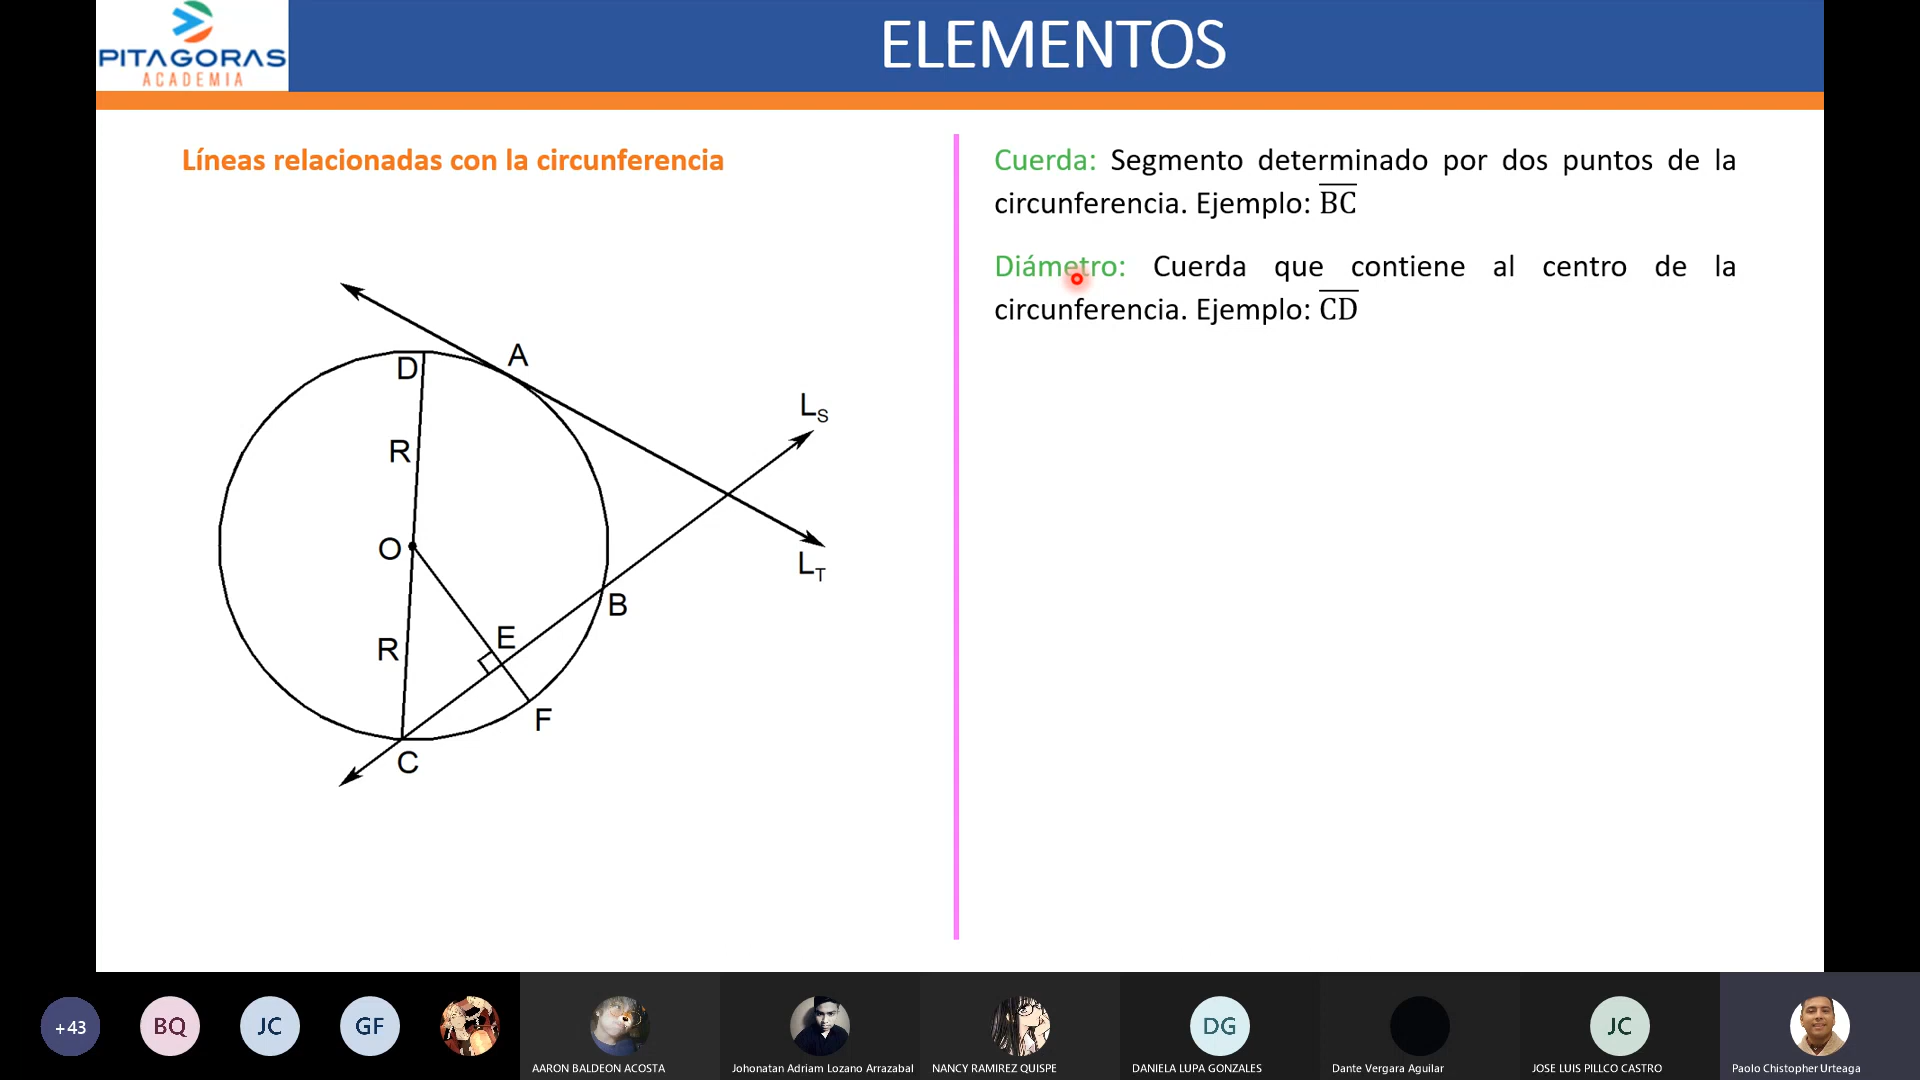 PITAGORAS
ACADEMIA
ELEMENTOS
Líneas relacionadas con la circunferencia
Cuerda: Segmento determinado por dos puntos de la
circunferencia. Ejemplo: BC
Diámetro: Cuerda que contiene al centro de la
circunferencia. Ejemplo: CD
A
D
L_S
R
O
L_T
B
E
R
F
C
+43
BQ
JC
GF
DG
JC
AARON BALDEON ACOSTA
Johonatan Adriam Lozano Arrazabal
NANCY RAMIREZ QUISPE
DANIELA LUPA GONZALES
Dante Vergara Aguilar
JOSE LUIS PILLCO CASTRO
Paolo Chistopher Urteaga